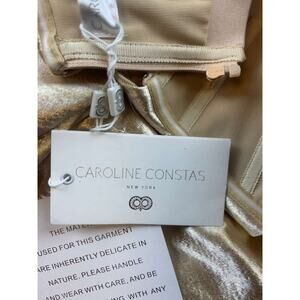 CAROLINE CONSTAS
NEW YORK
THE MATE
USED FOR THIS GARMENT
ARE INHERENTLY DELICATE IN
NATURE. PLEASE HANDLE
AND WEAR WITH CARE, AND BE
WITH ANY